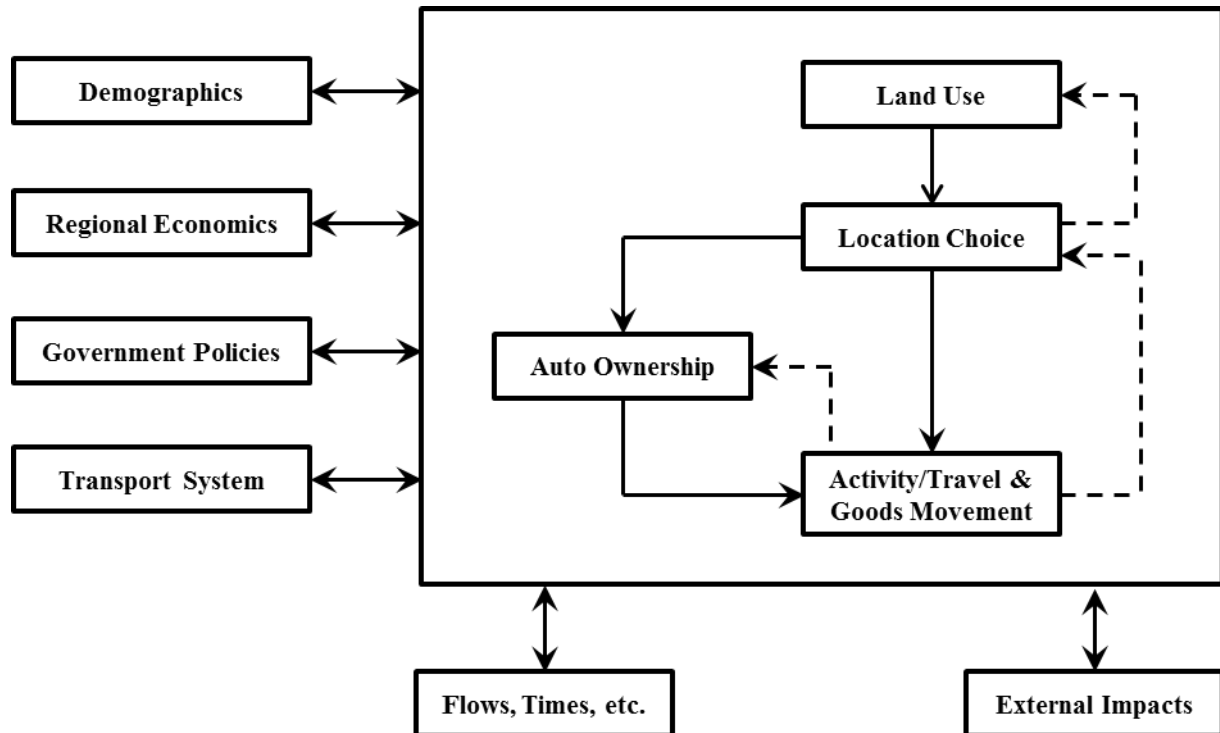 Demographics
Regional Economics
Government Policies
Transport System
Land Use
Location Choice
Auto Ownership
Activity/Travel &
Goods Movement
Flows, Times, etc.
External Impacts